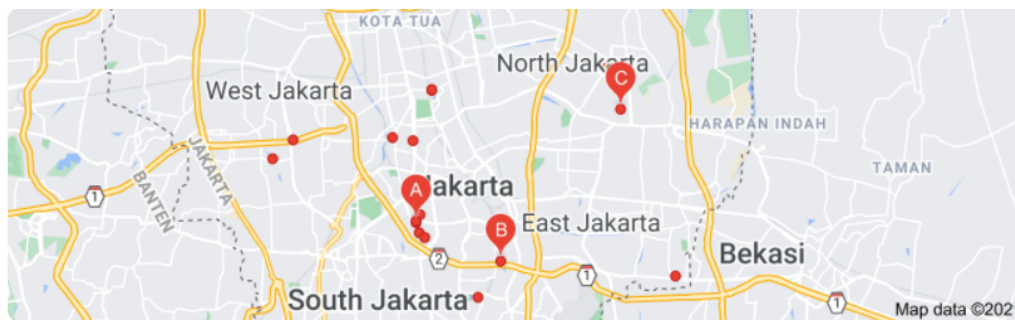 KOTA TUA
North Jakarta
C
West Jakarta
HARAPAN INDAH
JAKARTA
BANTEN
TAMAN
1
A
Jakarta
B
East Jakarta
2
1
Bekasi
South Jakarta
1
Map data ©202